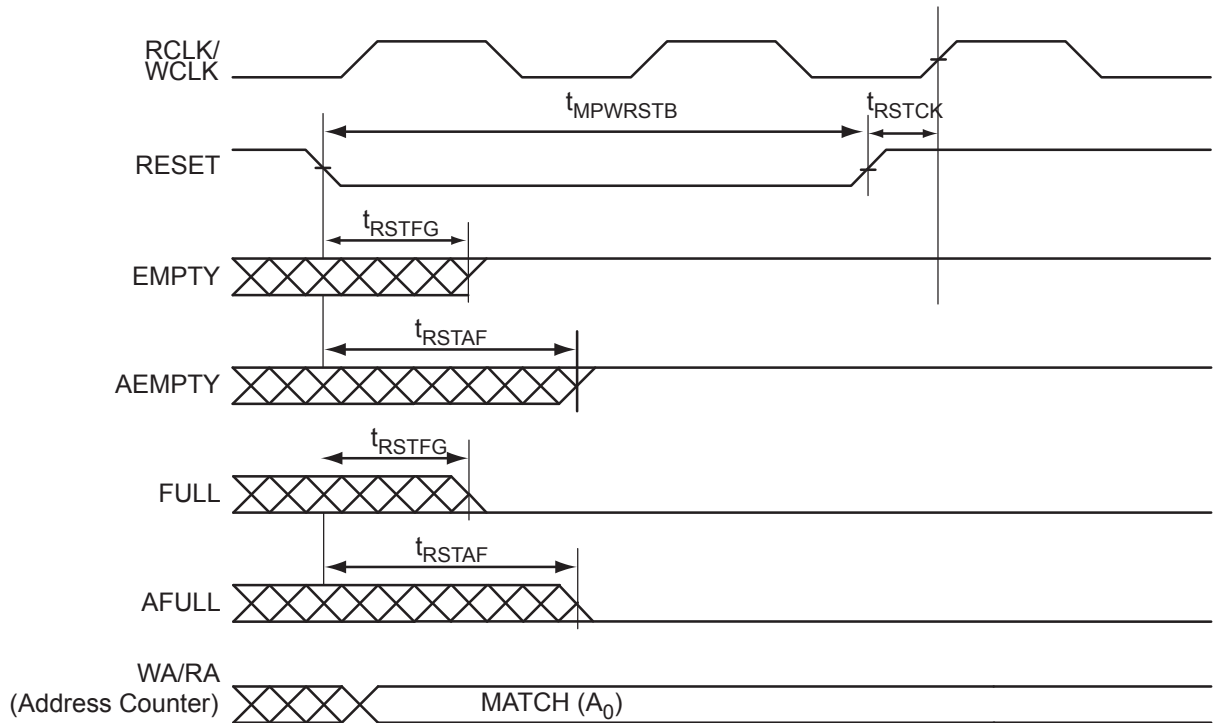 RCLK/
WCLK
tMPWRSTB
tRSTCK
RESET
tRSTFG
EMPTY
tRSTAF
AEMPTY
tRSTFG
FULL
tRSTAF
AFULL
WA/RA
(Address Counter)
MATCH (A0)